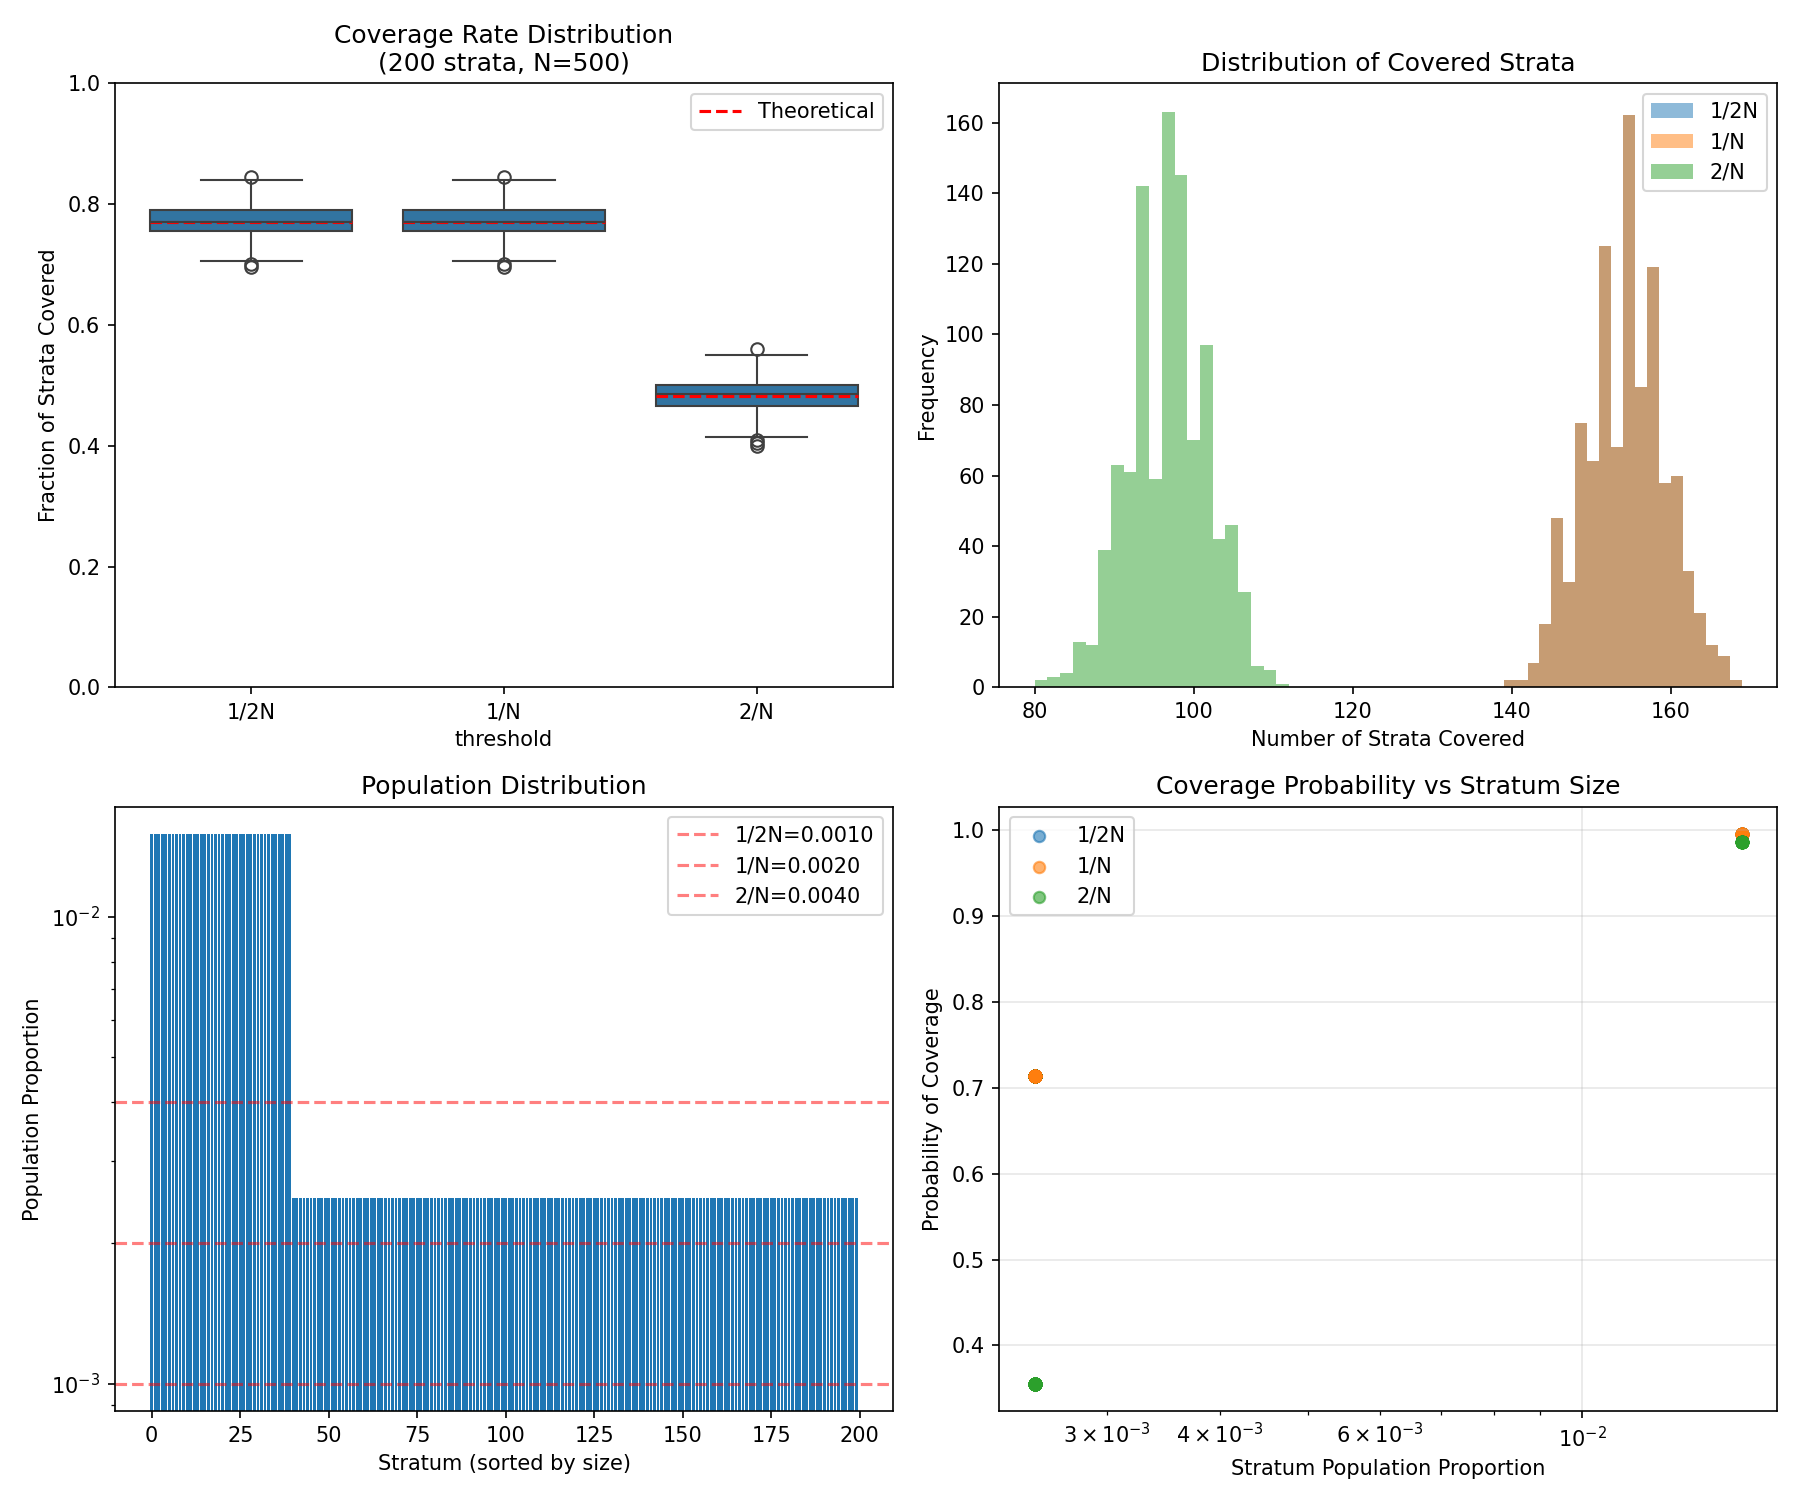 Coverage Rate Distribution
(200 strata, N=500)
Theoretical
Fraction of Strata Covered
1.0
0.8
0.6
0.4
0.2
0.0
1/2N
1/N
2/N
threshold
Distribution of Covered Strata
1/2N
1/N
2/N
Frequency
160
140
120
100
80
60
40
20
0
80
100
120
140
160
Number of Strata Covered
Population Distribution
1/2N=0.0010
1/N=0.0020
2/N=0.0040
Population Proportion
10⁻²
10⁻³
0
25
50
75
100
125
150
175
200
Stratum (sorted by size)
Coverage Probability vs Stratum Size
1/2N
1/N
2/N
Probability of Coverage
1.0
0.9
0.8
0.7
0.6
0.5
0.4
3 × 10⁻³
4 × 10⁻³
6 × 10⁻³
10⁻²
Stratum Population Proportion